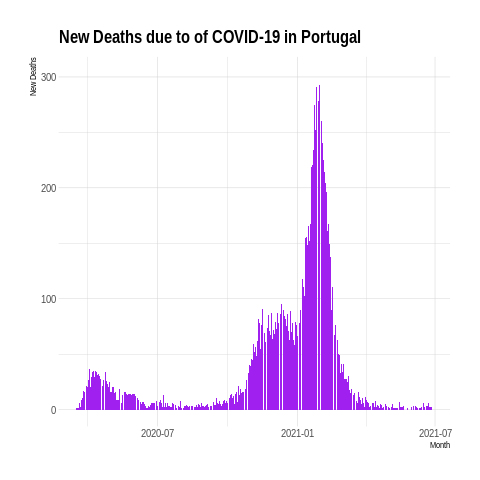 New Deaths due to of COVID-19 in Portugal
New Deaths
300
200
100
0
2020-07
2021-01
2021-07
Month